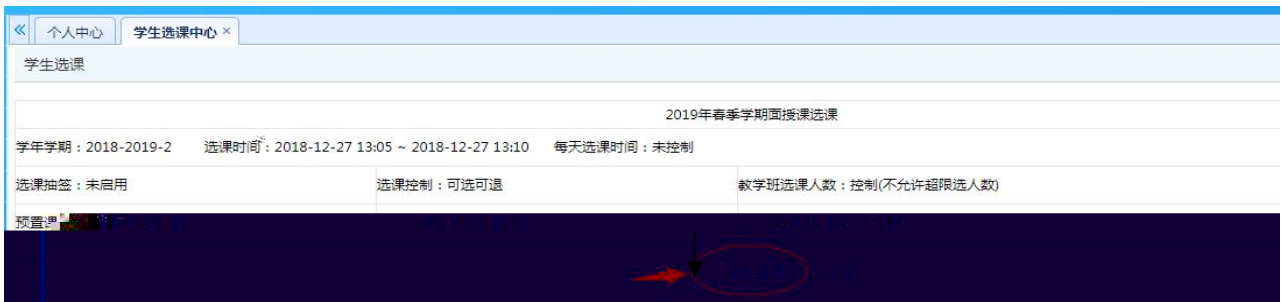 个人中心 学生选课中心
学生选课
2019年春季学期面授课选课
学年学期：2018-2019-2 选课时间：2018-12-27 13:05 ~ 2018-12-27 13:10 每天选课时间：未控制
选课抽签：未启用 选课控制：可选可退 教学班选课人数：控制(不允许超限选人数)
预置课